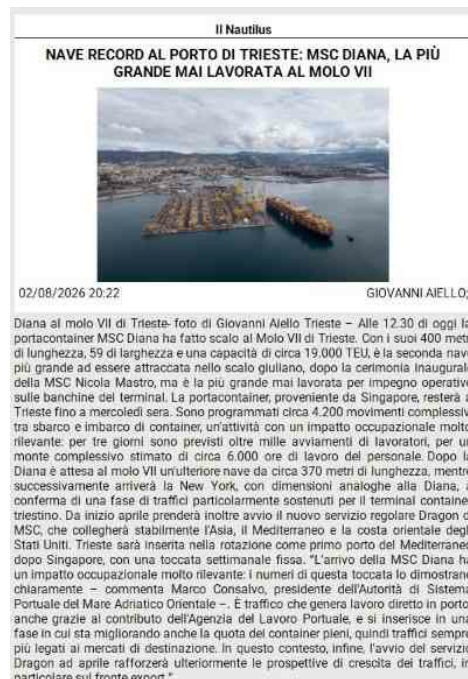 Il Nautilus
NAVE RECORD AL PORTO DI TRIESTE: MSC DIANA, LA PIÙ
GRANDE MAI LAVORATA AL MOLO VII
02/08/2026 20:22
GIOVANNI AIELLO;
Diana al molo VII di Trieste- foto di Giovanni Aiello Trieste – Alle 12.30 di oggi la
portacontainer MSC Diana ha fatto scalo al Molo VII di Trieste. Con i suoi 400 metri
di lunghezza, 59 di larghezza e una capacità di circa 19.000 TEU, è la seconda nave
più grande ad essere attraccata nello scalo giuliano, dopo la cerimonia inaugurale
della MSC Nicola Mastro, ma è la più grande mai lavorata per impegno operativo
sulle banchine del terminal. La portacontainer, proveniente da Singapore, resterà a
Trieste fino a mercoledì sera. Sono programmati circa 4.200 movimenti complessivi
tra sbarco e imbarco di container, un'attività con un impatto occupazionale molto
rilevante: per tre giorni sono previsti oltre mille avviamenti di lavoratori, per un
monte complessivo stimato di circa 6.000 ore di lavoro del personale. Dopo la
Diana è attesa al molo VII un'ulteriore nave da circa 370 metri di lunghezza, mentre
successivamente arriverà la New York, con dimensioni analoghe alla Diana, a
conferma di una fase di traffici particolarmente sostenuti per il terminal container
triestino. Da inizio aprile prenderà inoltre avvio il nuovo servizio regolare Dragon di
MSC, che collegherà stabilmente l'Asia, il Mediterraneo e la costa orientale degli
Stati Uniti. Trieste sarà inserita nella rotazione come primo porto del Mediterraneo
dopo Singapore, con una toccata settimanale fissa. "L'arrivo della MSC Diana ha
un impatto occupazionale molto rilevante: i numeri di questa toccata lo dimostrano
chiaramente – commenta Marco Consalvo, presidente dell'Autorità di Sistema
Portuale del Mare Adriatico Orientale –. È traffico che genera lavoro diretto in porto,
anche grazie al contributo dell'Agenzia del Lavoro Portuale, e si inserisce in una
fase in cui sta migliorando anche la quota dei container pieni, quindi traffici sempre
più legati ai mercati di destinazione. In questo contesto, infine, l'avvio del servizio
Dragon ad aprile rafforzerà ulteriormente le prospettive di crescita dei traffici, in
particolare sul fronte export."